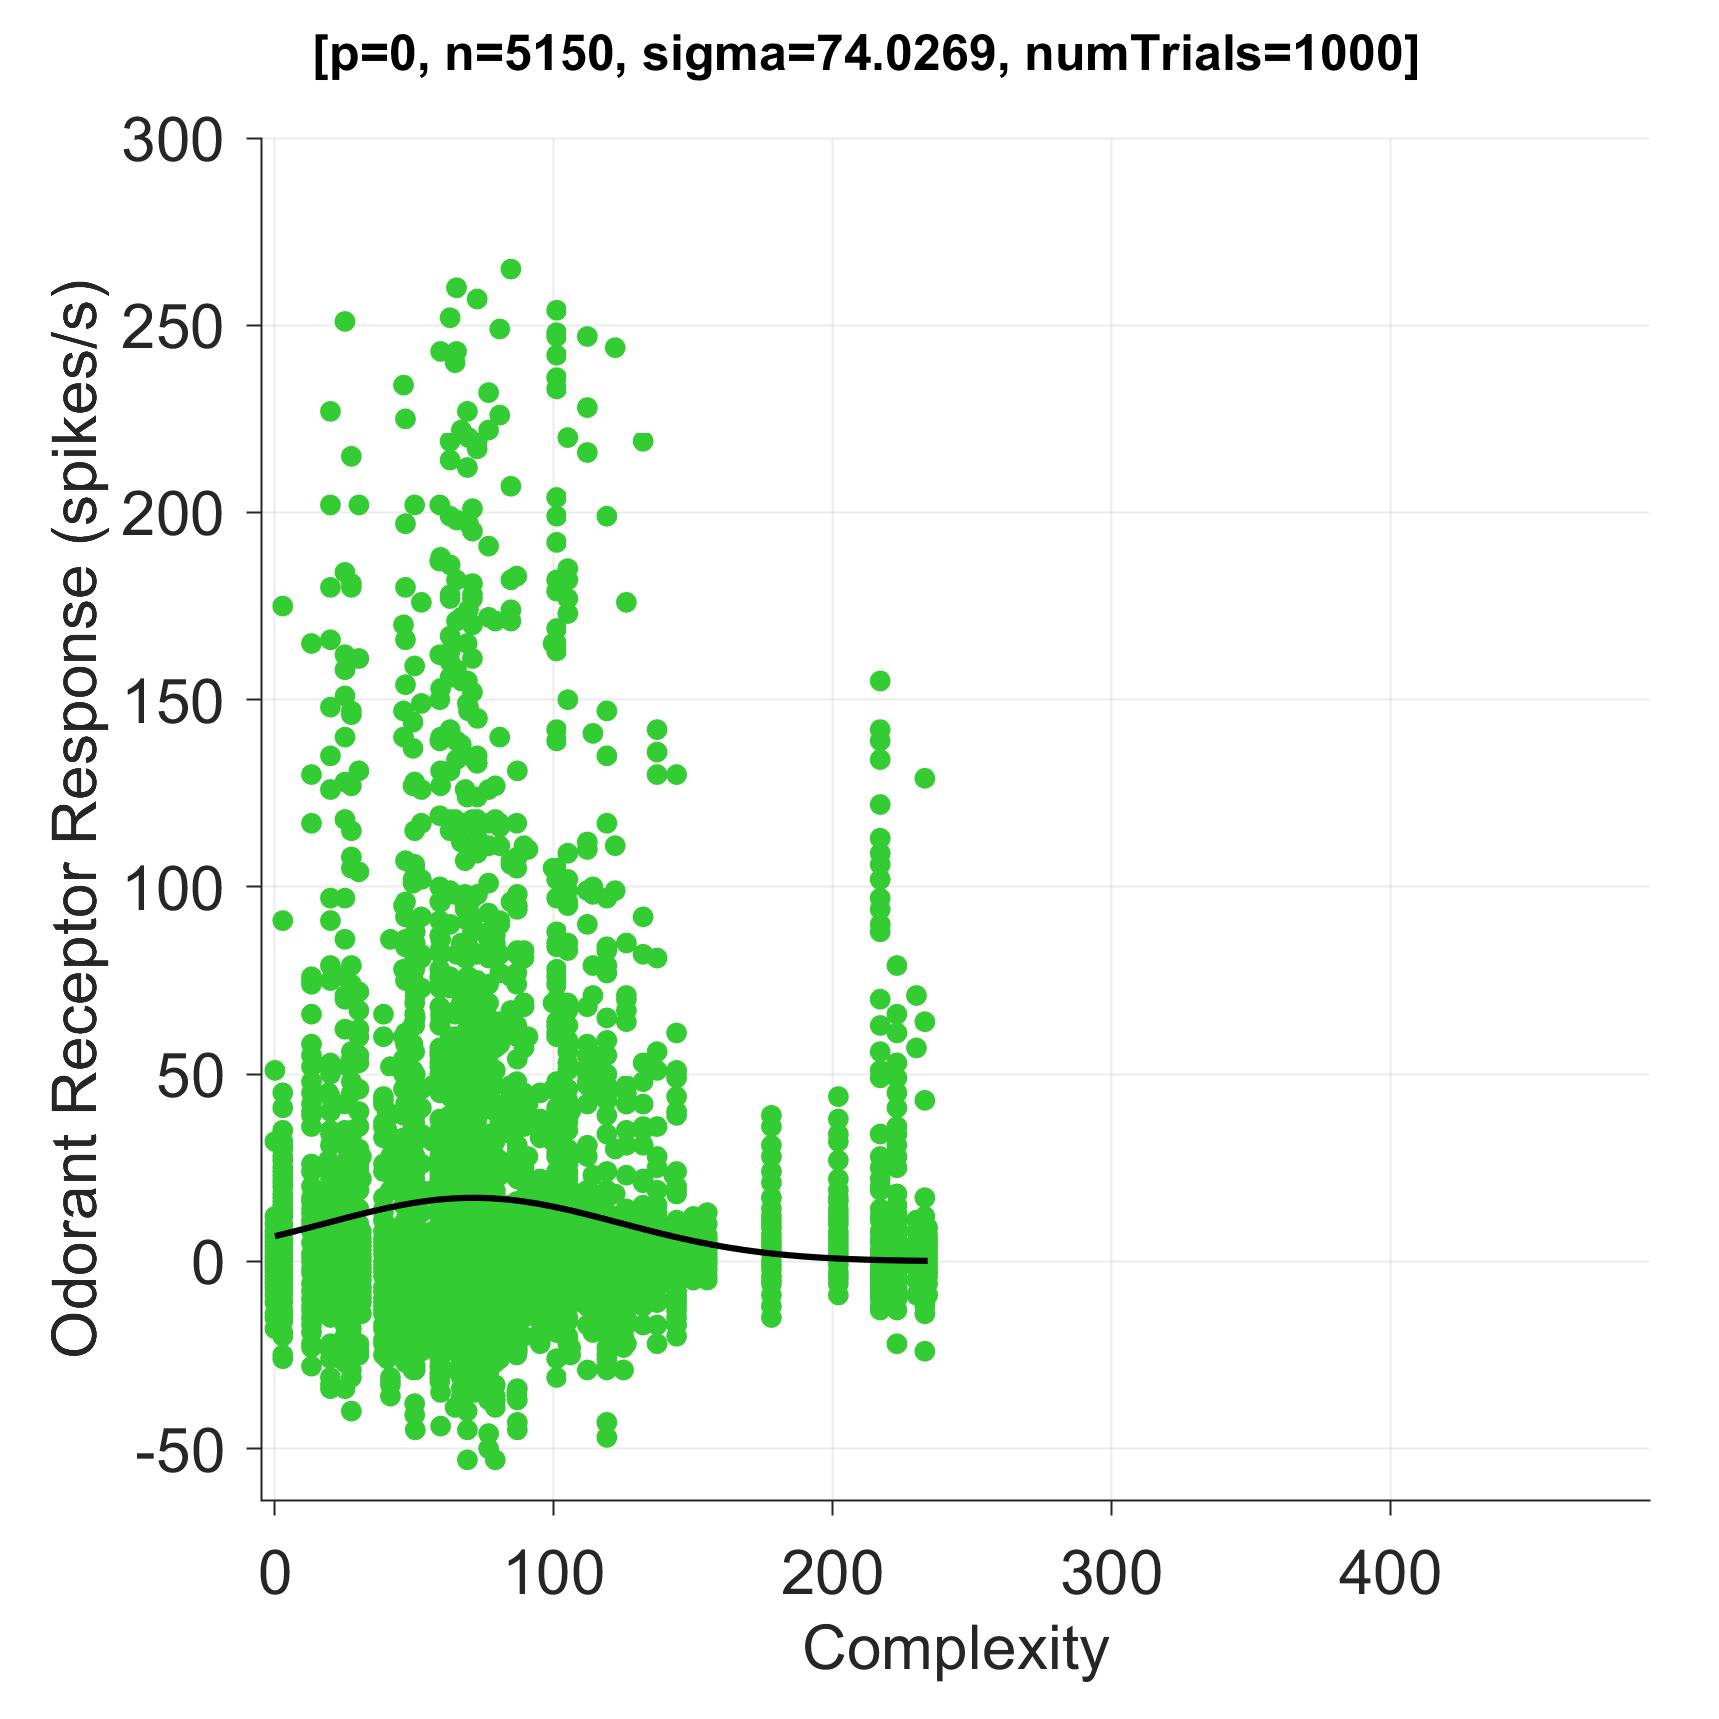 [p=0, n=5150, sigma=74.0269, numTrials=1000]
Odorant Receptor Response (spikes/s)
300
250
200
150
100
50
0
-50
0 100 200 300 400
Complexity